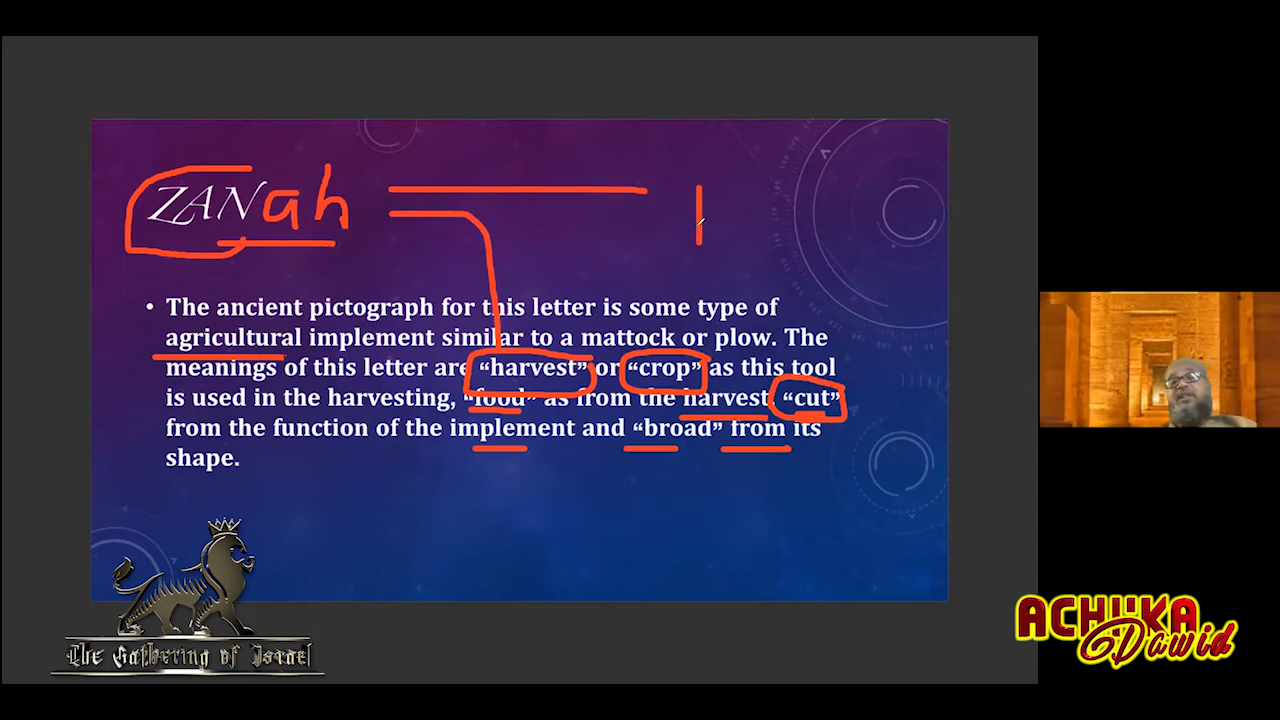 ZANah
• The ancient pictograph for this letter is some type of
agricultural implement similar to a mattock or plow. The
meanings of this letter are “harvest” or “crop” as this tool
is used in the harvesting, “food” as from the harvest, “cut”
from the function of the implement and “broad” from its
shape.
The Gathering of Israel
ACHUKA
Dawid